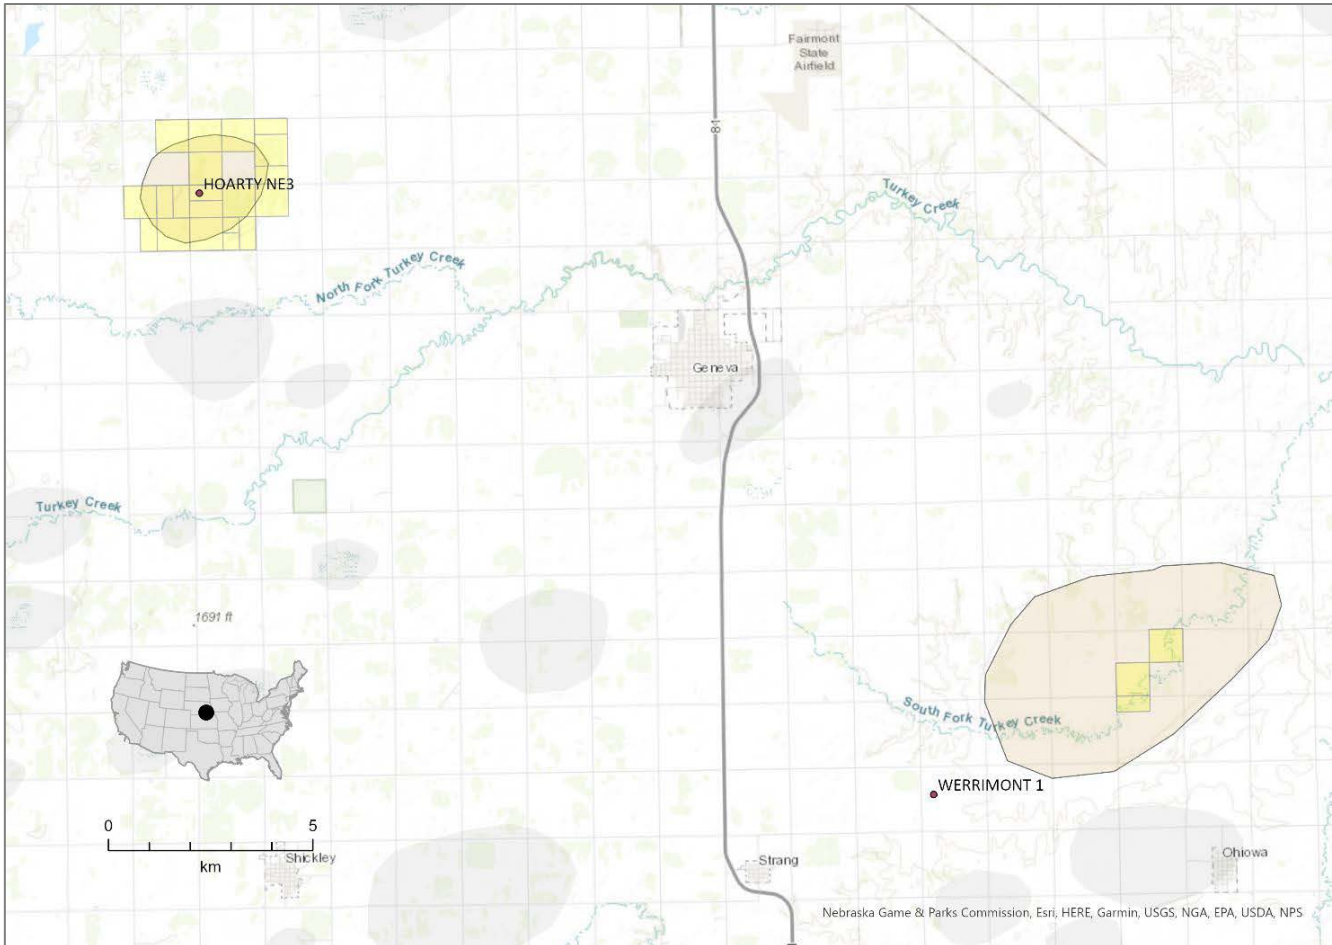 Fairmont
State
Airfield
81
HOARTY NE3
Turkey Creek
North Fork Turkey Creek
Geneva
Turkey Creek
1691 ft
South Fork Turkey Creek
WERRIMONT 1
0 5
km
Shickley
Strang
Ohiowa
Nebraska Game & Parks Commission, Esri, HERE, Garmin, USGS, NGA, EPA, USDA, NPS